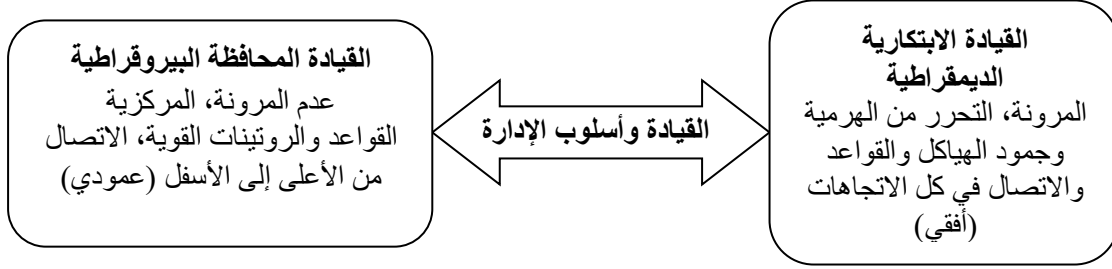 القيادة الابتكارية
الديمقراطية
المرونة، التحرر من الهرمية
وجمود الهياكل والقواعد
والاتصال في كل الاتجاهات
(أفقي)
القيادة وأسلوب الإدارة
القيادة المحافظة البيروقراطية
عدم المرونة، المركزية
القواعد والروتينات القوية، الاتصال
من الأعلى إلى الأسفل (عمودي)